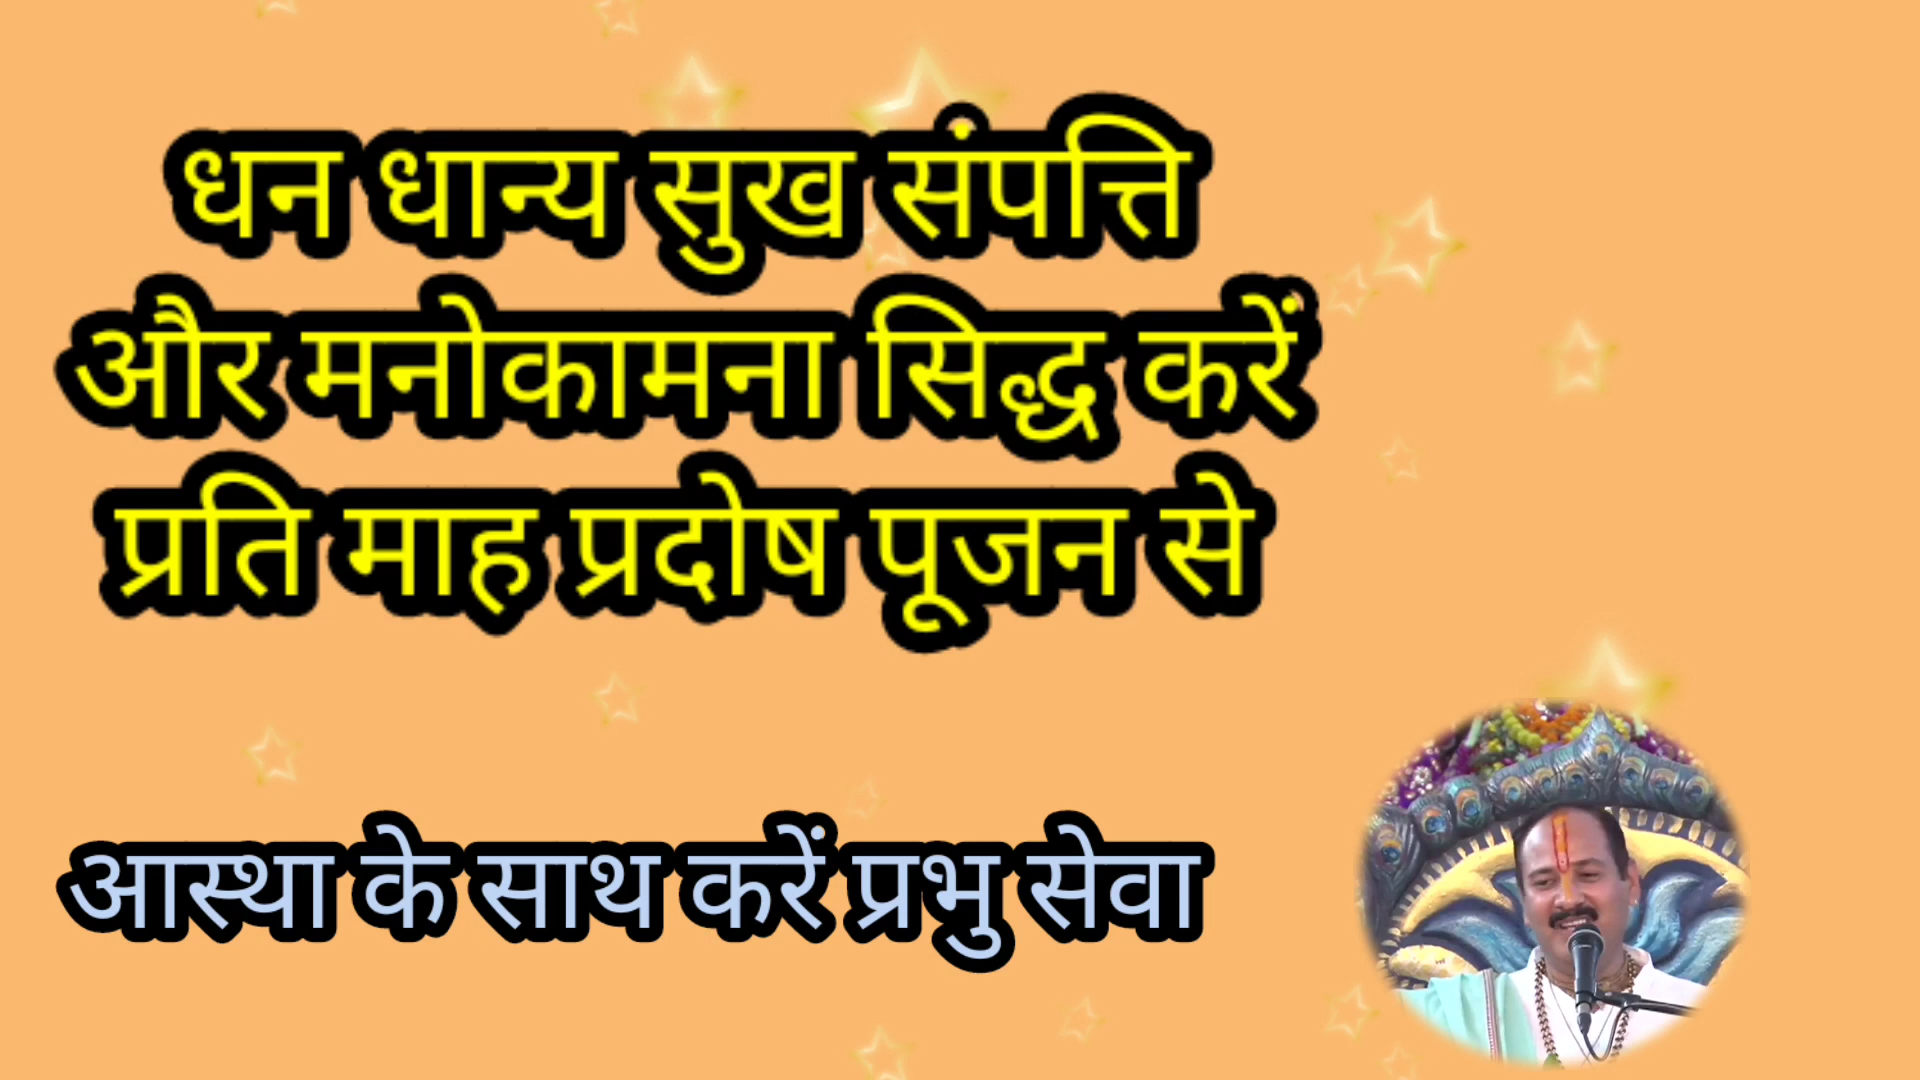 धन धान्य सुख संपत्ति
और मनोकामना सिद्ध करें
प्रति माह प्रदोष पूजन से
आस्था के साथ करें प्रभु सेवा